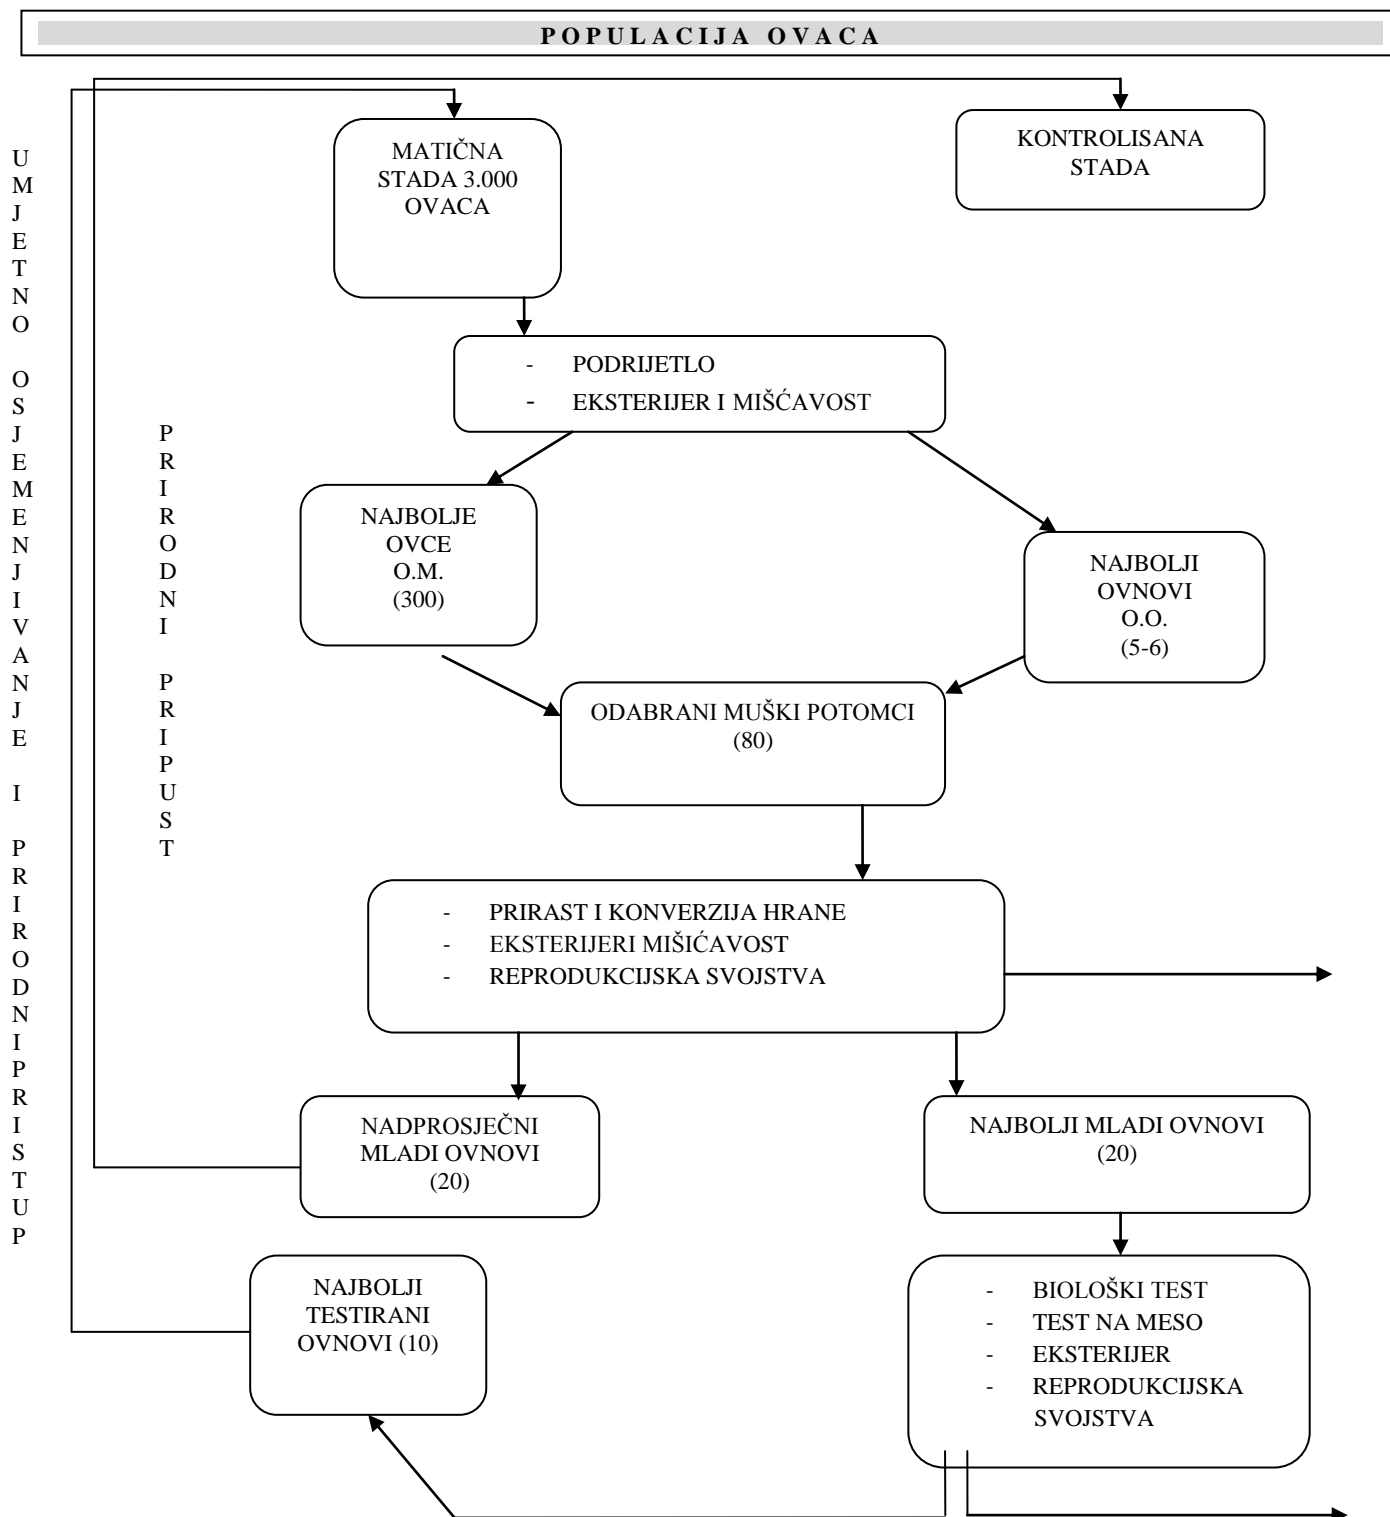 POPULACIJA OVACA
MATIČNA
STADA 3.000
OVACA
KONTROLISANA
STADA
UMJETNO OSJEMENJIVANJE I PRIRODNIPRISTUP
PRIRODNI PRIPUST
- PODRIJETLO
- EKSTERIJER I MIŠĆAVOST
NAJBOLJE
OVCE
O.M.
(300)
NAJBOLJI
OVNOVI
O.O.
(5-6)
ODABRANI MUŠKI POTOMCI
(80)
- PRIRAST I KONVERZIJA HRANE
- EKSTERIJERI MIŠIĆAVOST
- REPRODUKCIJSKA SVOJSTVA
NADPROSJEČNI
MLADI OVNOVI
(20)
NAJBOLJI MLADI OVNOVI
(20)
NAJBOLJI
TESTIRANI
OVNOVI (10)
- BIOLOŠKI TEST
- TEST NA MESO
- EKSTERIJER
- REPRODUKCIJSKA
SVOJSTVA